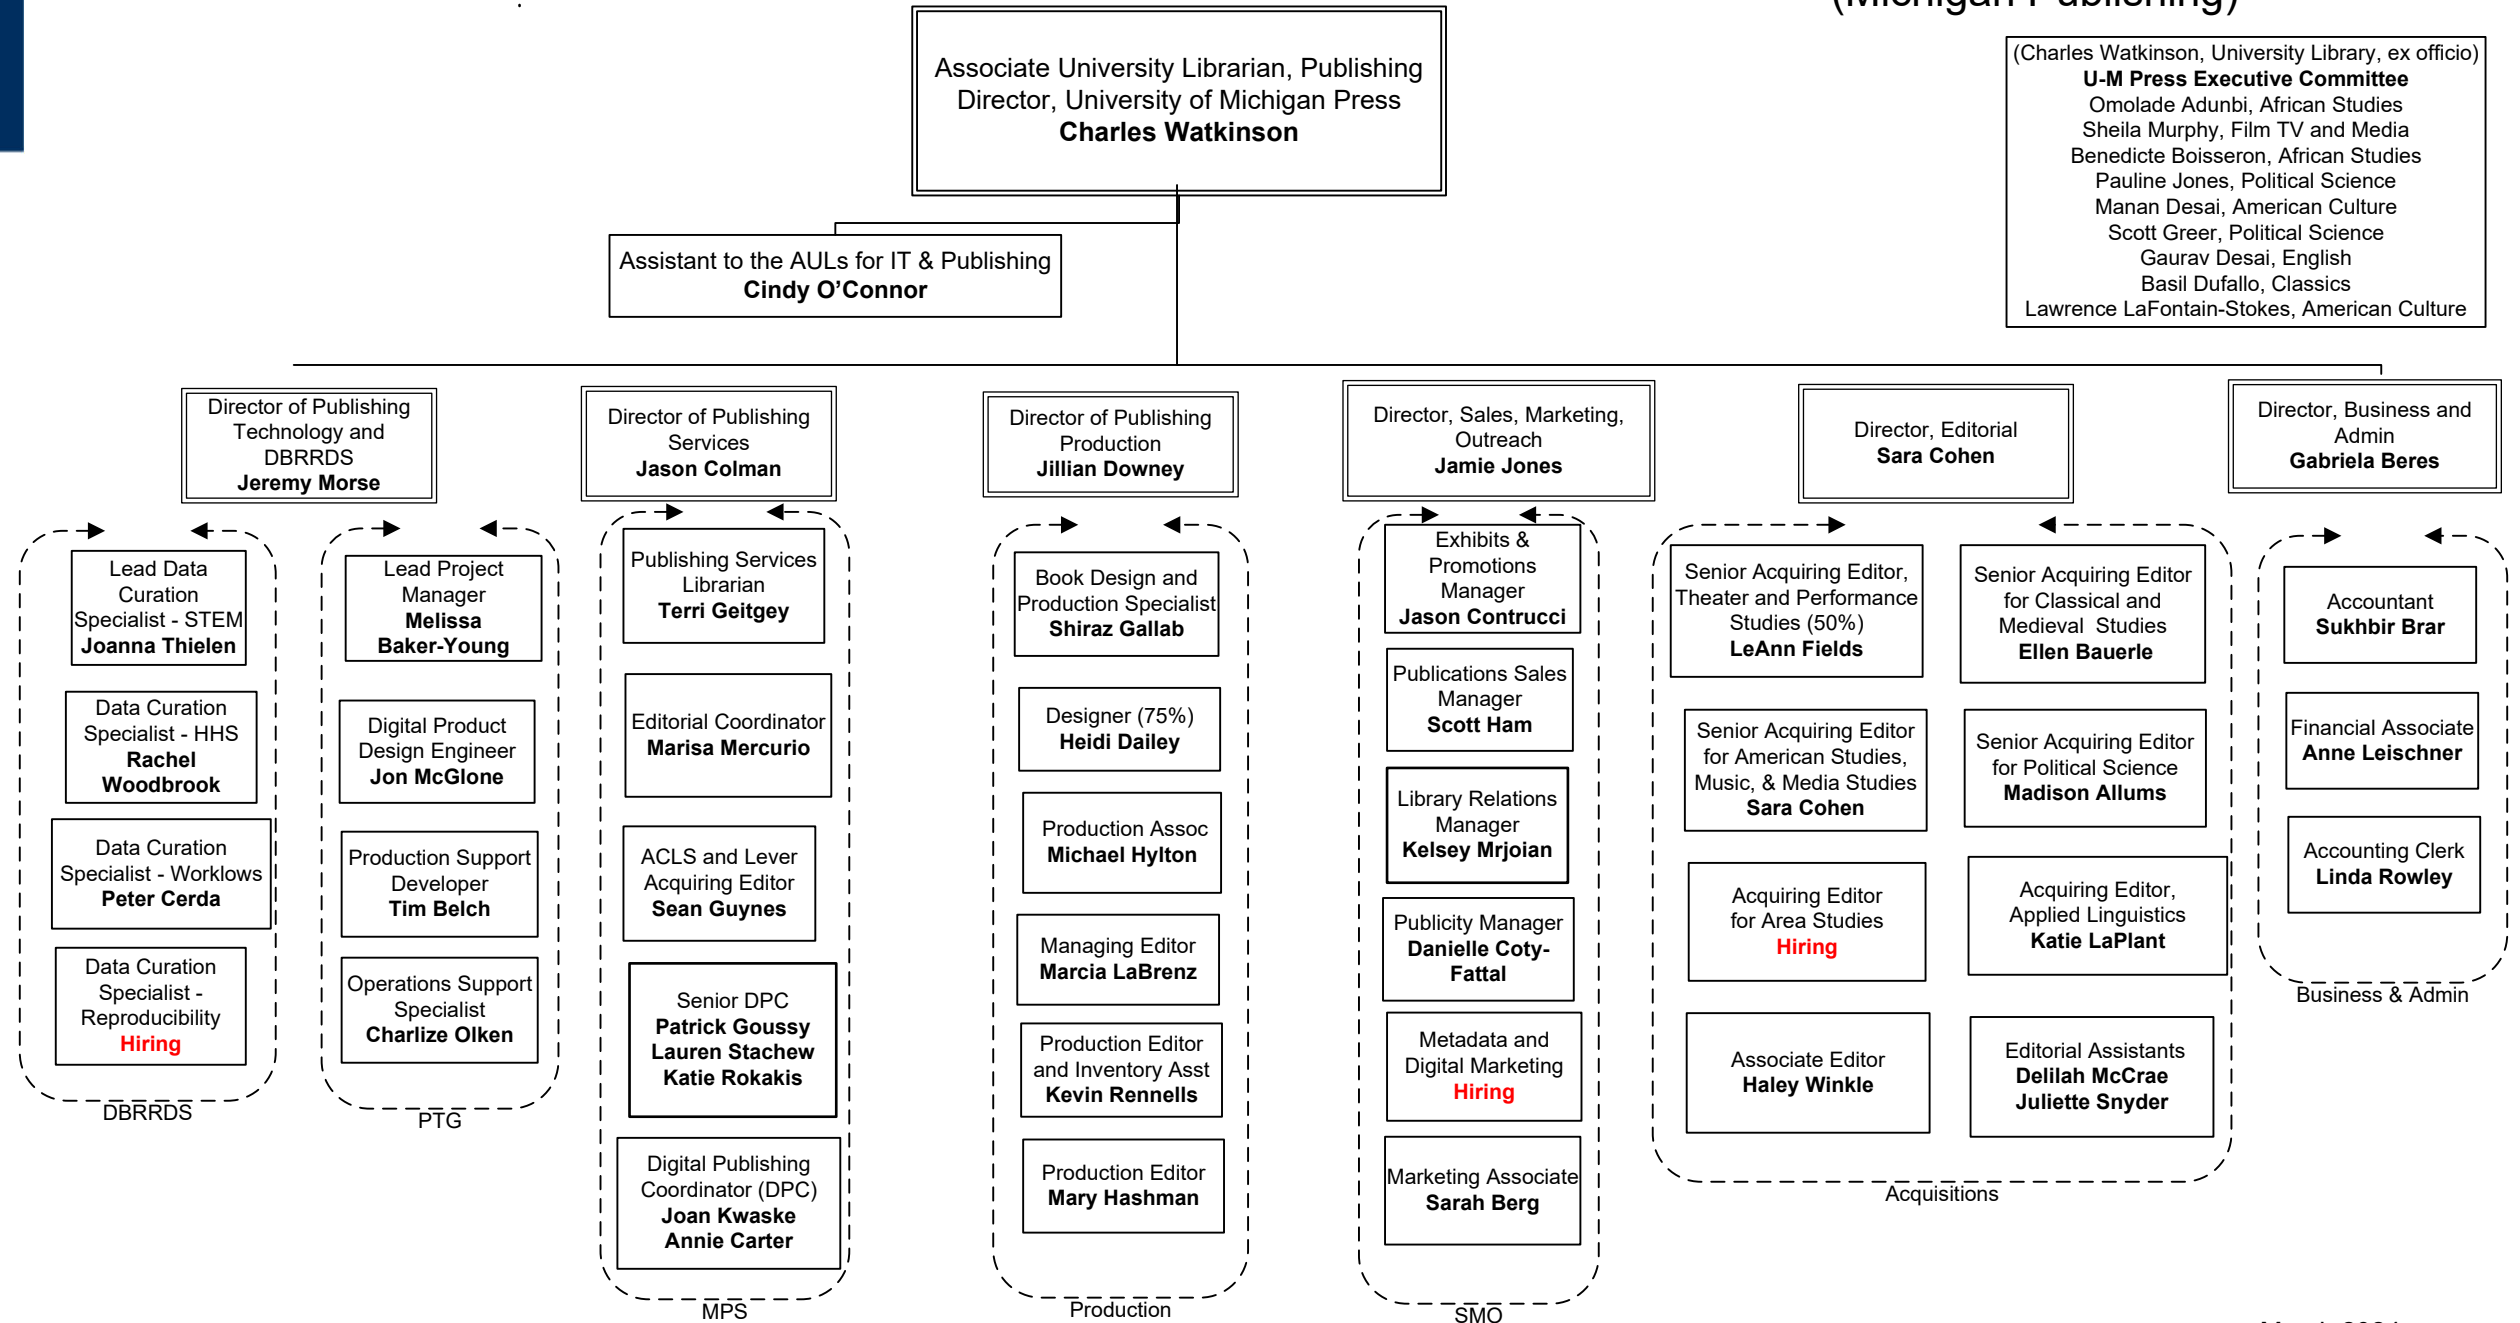 (Michigan Publishing)
Associate University Librarian, Publishing
Director, University of Michigan Press
Charles Watkinson
(Charles Watkinson, University Library, ex officio)
U-M Press Executive Committee
Omolade Adunbi, African Studies
Sheila Murphy, Film TV and Media
Benedicte Boisseron, African Studies
Pauline Jones, Political Science
Manan Desai, American Culture
Scott Greer, Political Science
Gaurav Desai, English
Basil Dufallo, Classics
Lawrence LaFontain-Stokes, American Culture
Assistant to the AULs for IT & Publishing
Cindy O’Connor
Director of Publishing
Technology and
DBRRDS
Jeremy Morse
Director of Publishing
Services
Jason Colman
Director of Publishing
Production
Jillian Downey
Director, Sales, Marketing,
Outreach
Jamie Jones
Director, Editorial
Sara Cohen
Director, Business and
Admin
Gabriela Beres
Lead Data
Curation
Specialist - STEM
Joanna Thielen
Data Curation
Specialist - HHS
Rachel
Woodbrook
Data Curation
Specialist - Worklows
Peter Cerda
Data Curation
Specialist -
Reproducibility
Hiring
DBRRDS
Lead Project
Manager
Melissa
Baker-Young
Digital Product
Design Engineer
Jon McGlone
Production Support
Developer
Tim Belch
Operations Support
Specialist
Charlize Olken
PTG
Publishing Services
Librarian
Terri Geitgey
Editorial Coordinator
Marisa Mercurio
ACLS and Lever
Acquiring Editor
Sean Guynes
Senior DPC
Patrick Goussy
Lauren Stachew
Katie Rokakis
Digital Publishing
Coordinator (DPC)
Joan Kwaske
Annie Carter
MPS
Book Design and
Production Specialist
Shiraz Gallab
Designer (75%)
Heidi Dailey
Production Assoc
Michael Hylton
Managing Editor
Marcia LaBrenz
Production Editor
and Inventory Asst
Kevin Rennells
Production Editor
Mary Hashman
Production
Exhibits &
Promotions
Manager
Jason Contrucci
Publications Sales
Manager
Scott Ham
Library Relations
Manager
Kelsey Mrjoian
Publicity Manager
Danielle Coty-
Fattal
Metadata and
Digital Marketing
Hiring
Marketing Associate
Sarah Berg
SMO
Senior Acquiring Editor,
Theater and Performance
Studies (50%)
LeAnn Fields
Senior Acquiring Editor
for American Studies,
Music, & Media Studies
Sara Cohen
Acquiring Editor
for Area Studies
Hiring
Associate Editor
Haley Winkle
Senior Acquiring Editor
for Classical and
Medieval Studies
Ellen Bauerle
Senior Acquiring Editor
for Political Science
Madison Allums
Acquiring Editor,
Applied Linguistics
Katie LaPlant
Editorial Assistants
Delilah McCrae
Juliette Snyder
Acquisitions
Accountant
Sukhbir Brar
Financial Associate
Anne Leischner
Accounting Clerk
Linda Rowley
Business & Admin